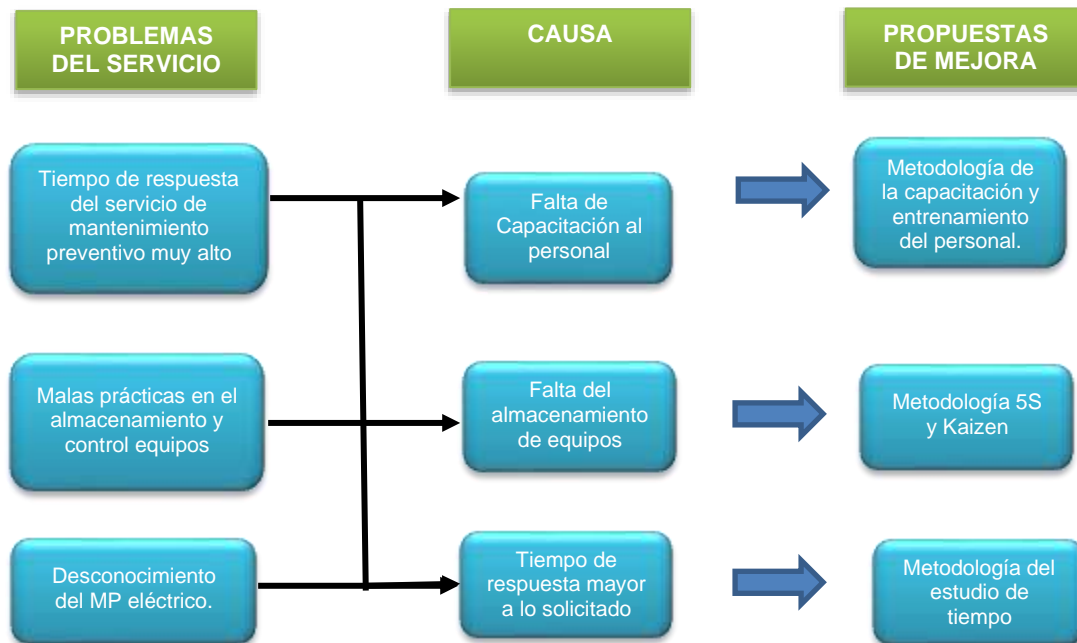 PROBLEMAS
DEL SERVICIO
CAUSA
PROPUESTAS
DE MEJORA
Tiempo de respuesta
del servicio de
mantenimiento
preventivo muy alto
Falta de
Capacitación al
personal
Metodología de
la capacitación y
entrenamiento
del personal.
Malas prácticas en el
almacenamiento y
control equipos
Falta del
almacenamiento
de equipos
Metodología 5S
y Kaizen
Desconocimiento
del MP eléctrico.
Tiempo de
respuesta mayor
a lo solicitado
Metodología del
estudio de
tiempo